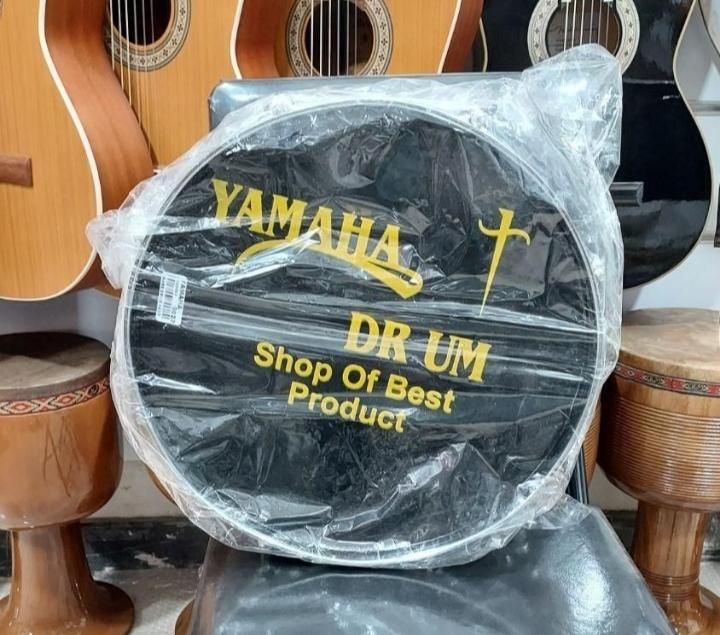 YAMAHA
DR UM
Shop Of Best
Product